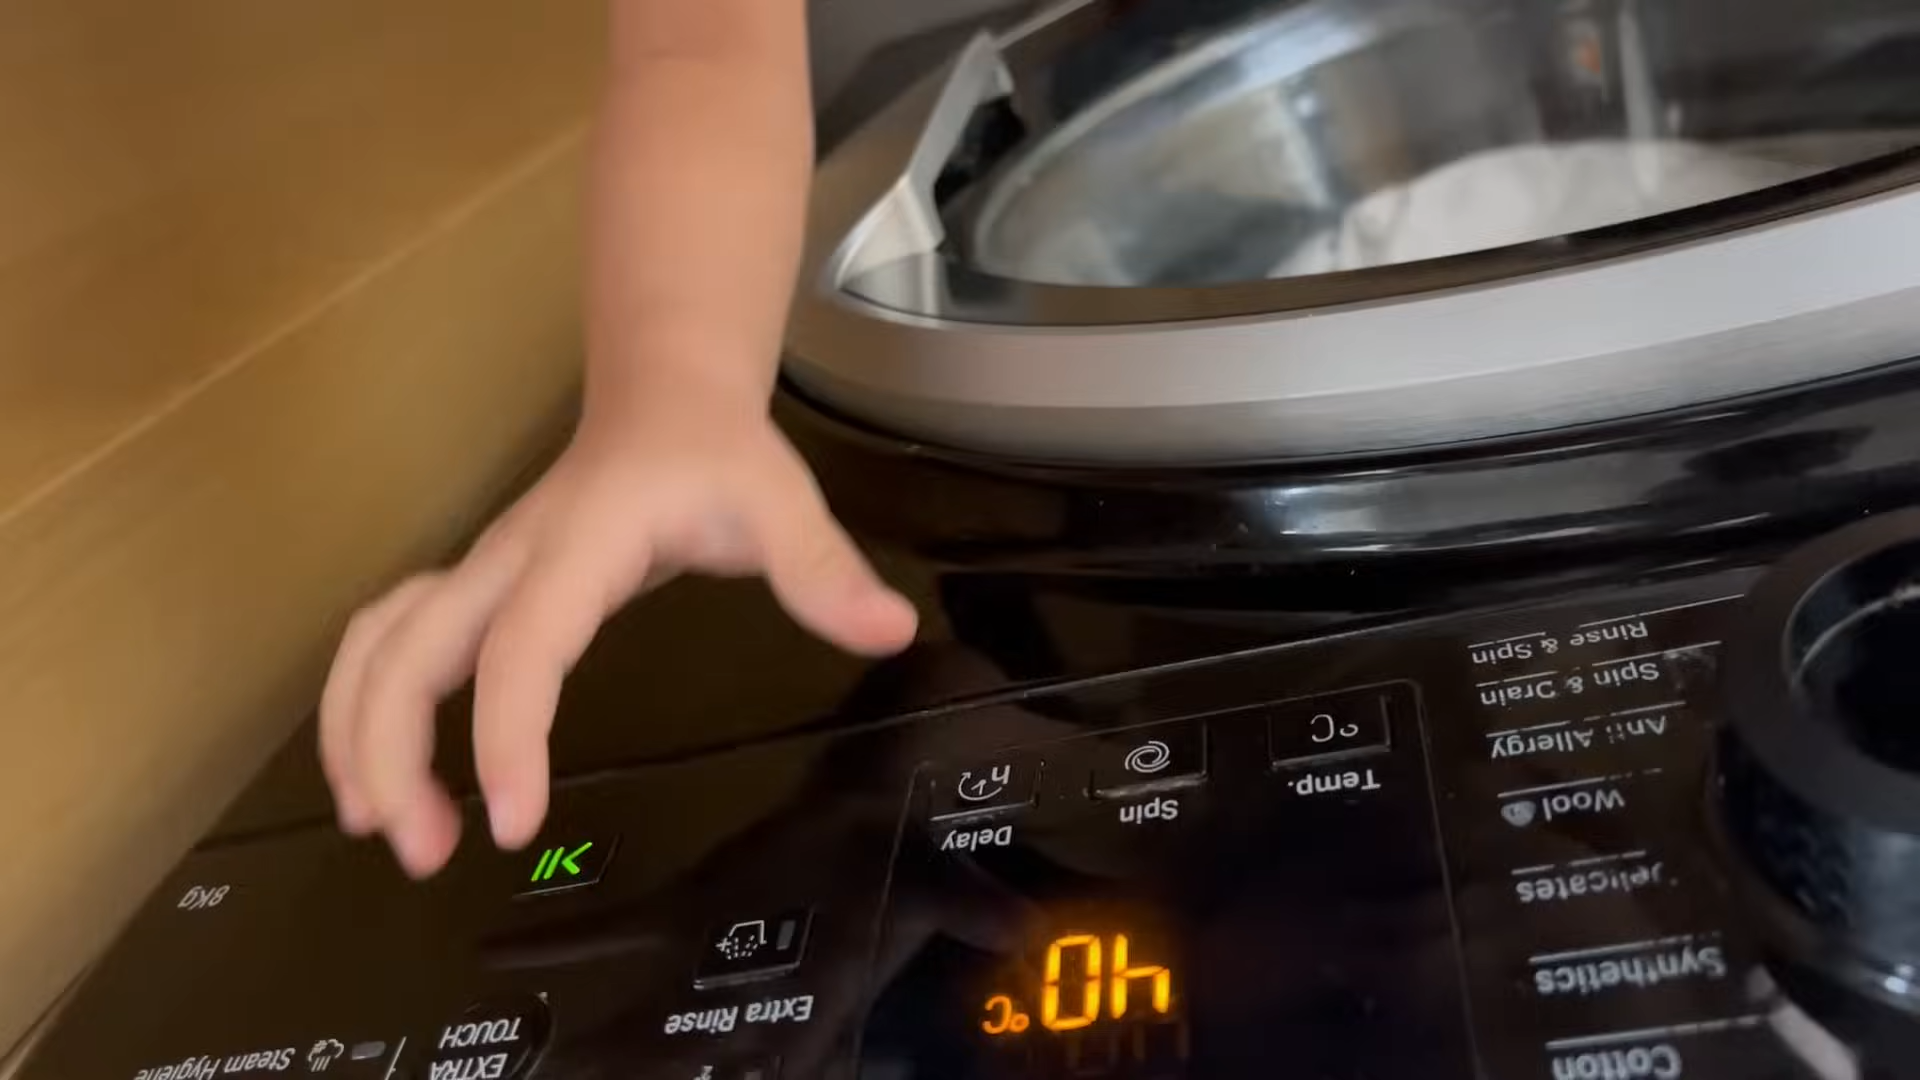 Cotton
Synthetics
Delicates
Wool
Anti Allergy
Spin & Drain
Rinse & Spin
40°C
Temp.
°C
Spin
Delay
h
Extra Rinse
EXTRA
TOUCH
Steam Hygiene
8Kg